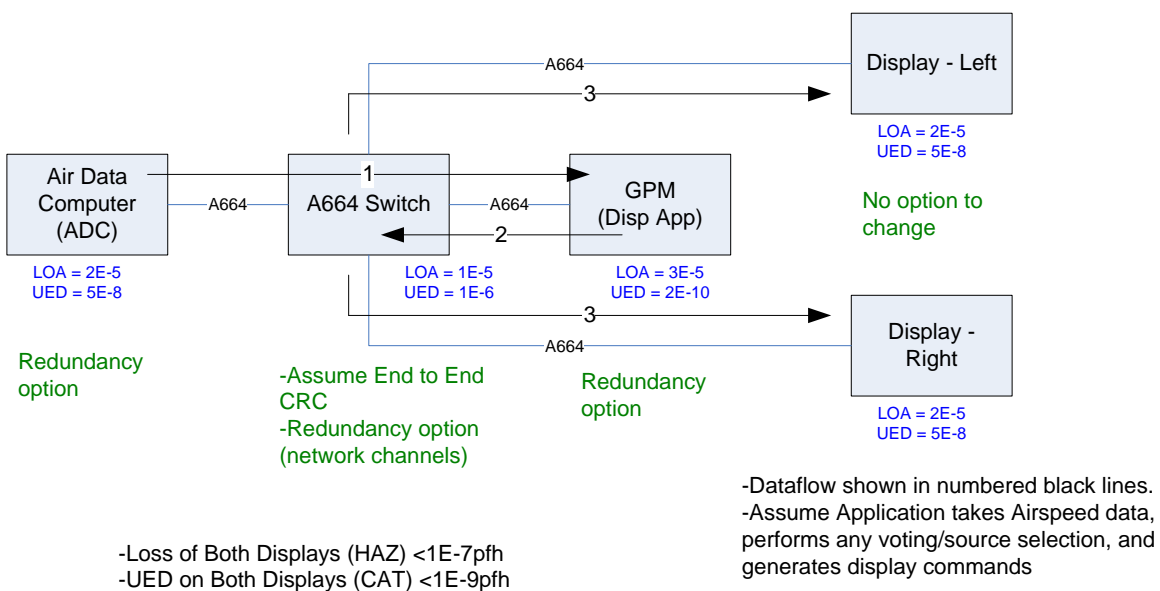 A664
Display - Left
3
LOA = 2E-5
UED = 5E-8
No option to
change
Air Data
Computer
(ADC)
A664
1
A664 Switch
A664
2
GPM
(Disp App)
LOA = 2E-5
UED = 5E-8
LOA = 1E-5
UED = 1E-6
LOA = 3E-5
UED = 2E-10
3
A664
Display -
Right
LOA = 2E-5
UED = 5E-8
Redundancy
option
-Assume End to End
CRC
-Redundancy option
(network channels)
Redundancy
option
-Dataflow shown in numbered black lines.
-Assume Application takes Airspeed data,
performs any voting/source selection, and
generates display commands
-Loss of Both Displays (HAZ) <1E-7pfh
-UED on Both Displays (CAT) <1E-9pfh